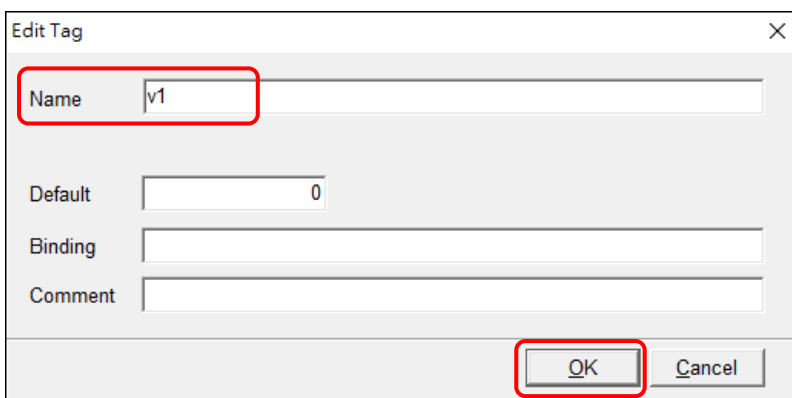 Edit Tag
Name v1
Default 0
Binding
Comment
OK Cancel